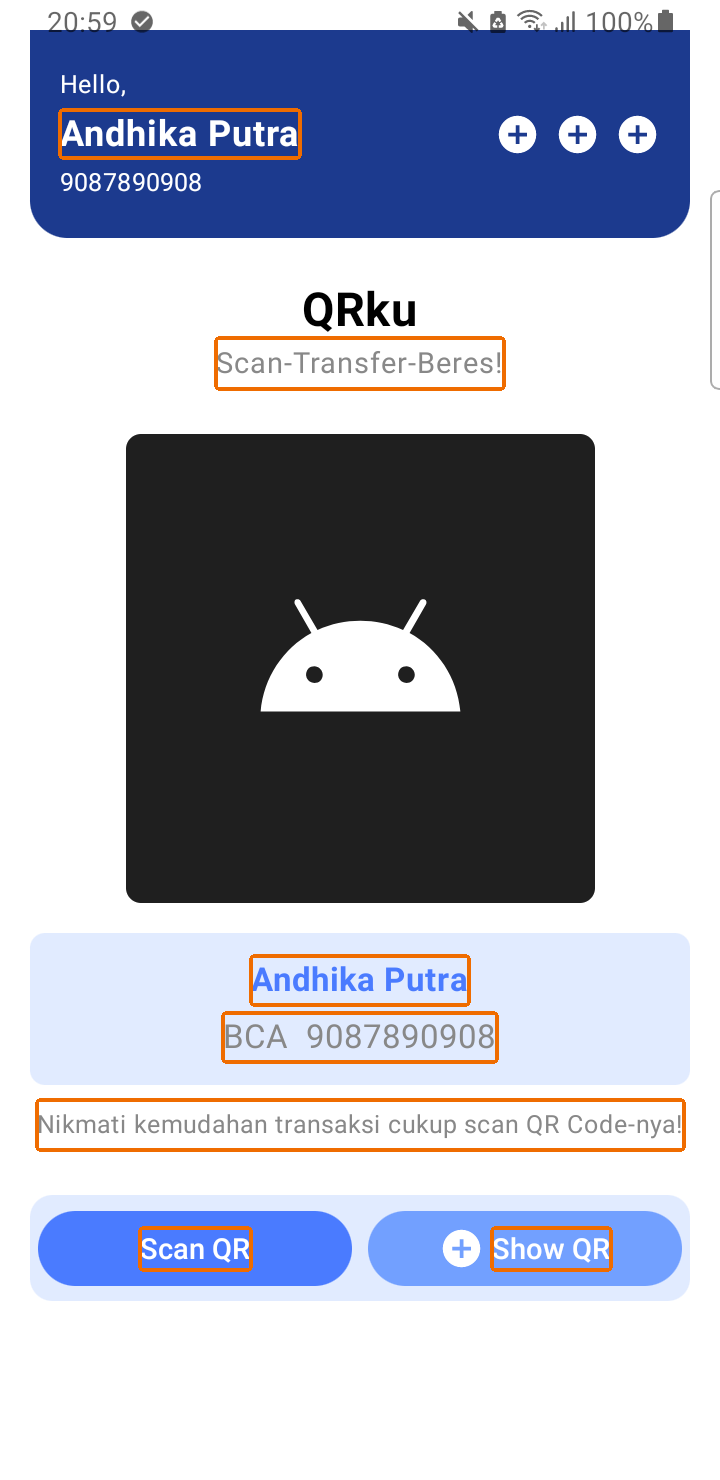 20:59
100%
Hello,
Andhika Putra
9087890908
QRku
Scan-Transfer-Beres!
Andhika Putra
BCA 9087890908
Nikmati kemudahan transaksi cukup scan QR Code-nya!
Scan QR
Show QR